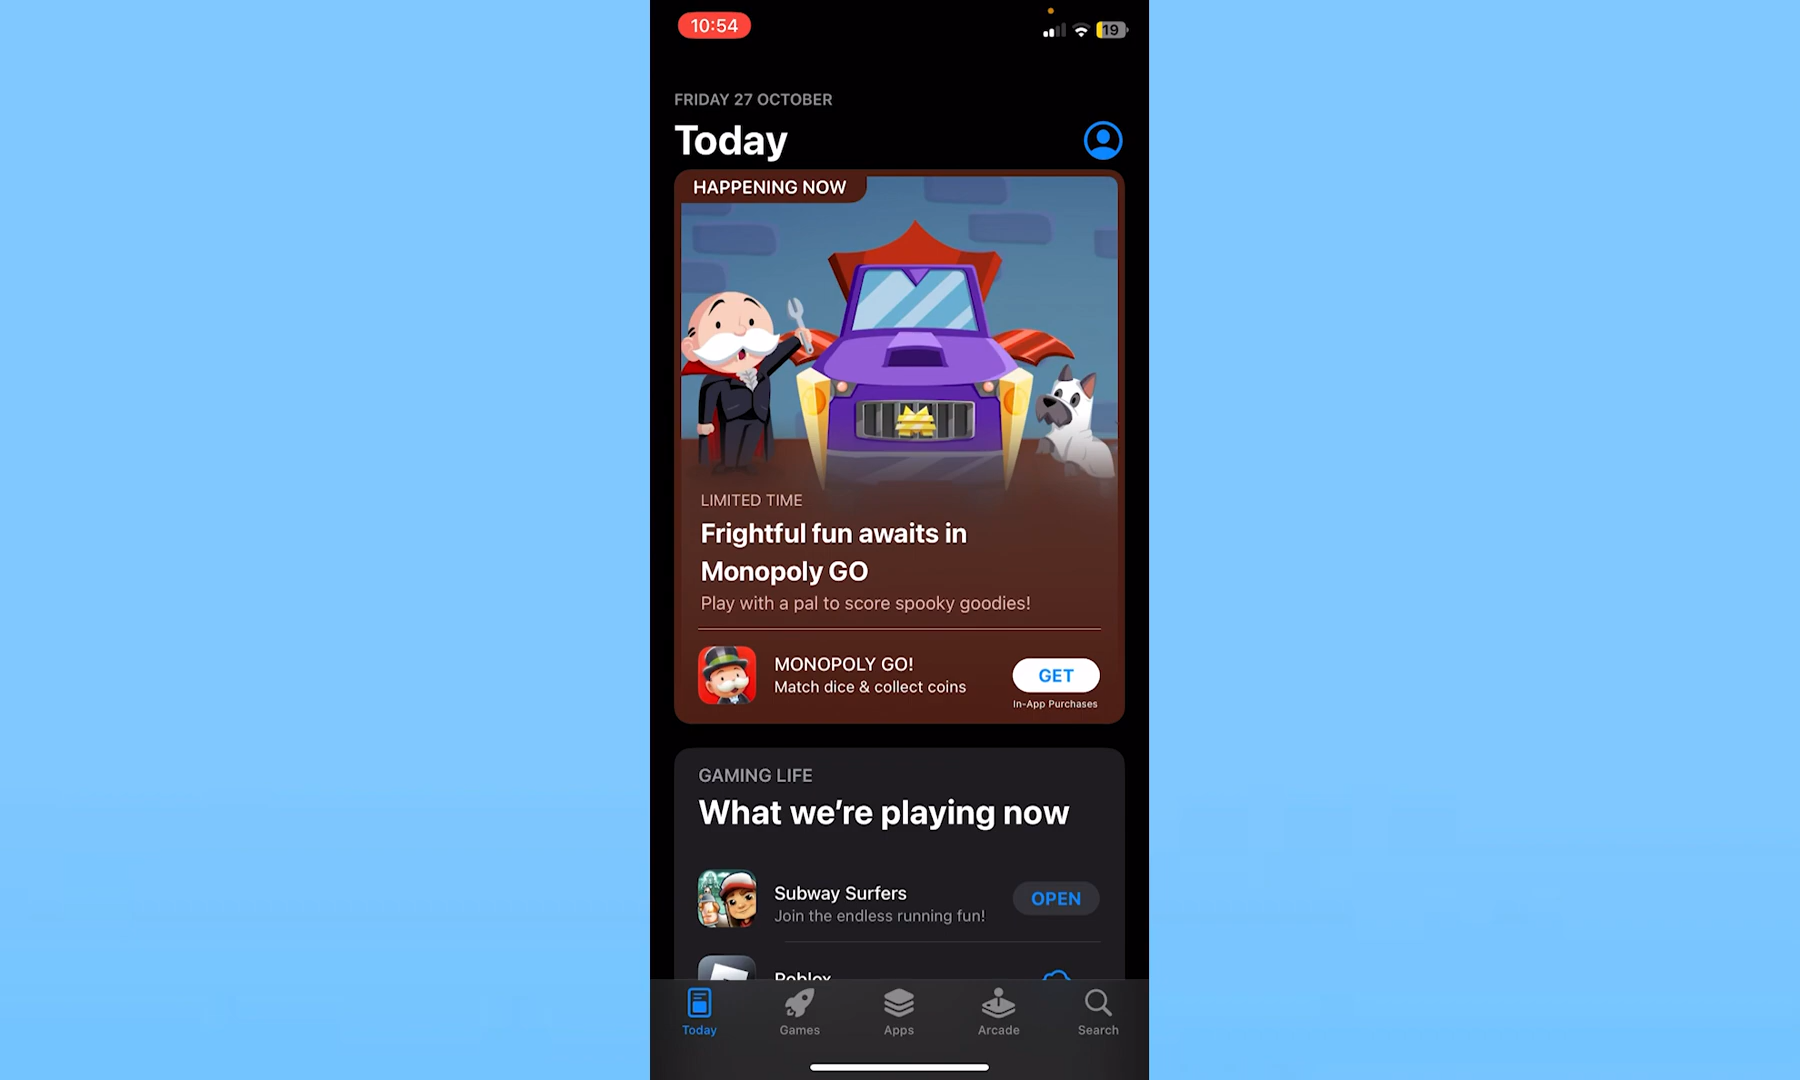 10:54
19
FRIDAY 27 OCTOBER
Today
HAPPENING NOW
LIMITED TIME
Frightful fun awaits in
Monopoly GO
Play with a pal to score spooky goodies!
MONOPOLY GO!
Match dice & collect coins
GET
In-App Purchases
GAMING LIFE
What we're playing now
Subway Surfers
Join the endless running fun!
OPEN
Roblox
Today
Games
Apps
Arcade
Search